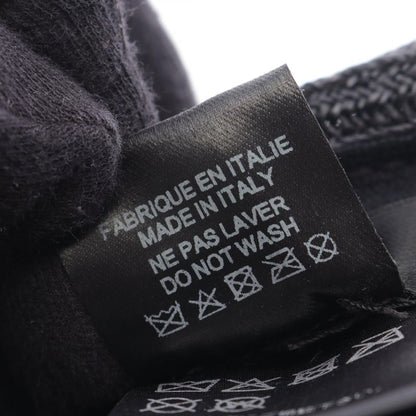 FABRIQUE EN ITALIE
MADE IN ITALY
NE PAS LAVER
DO NOT WASH